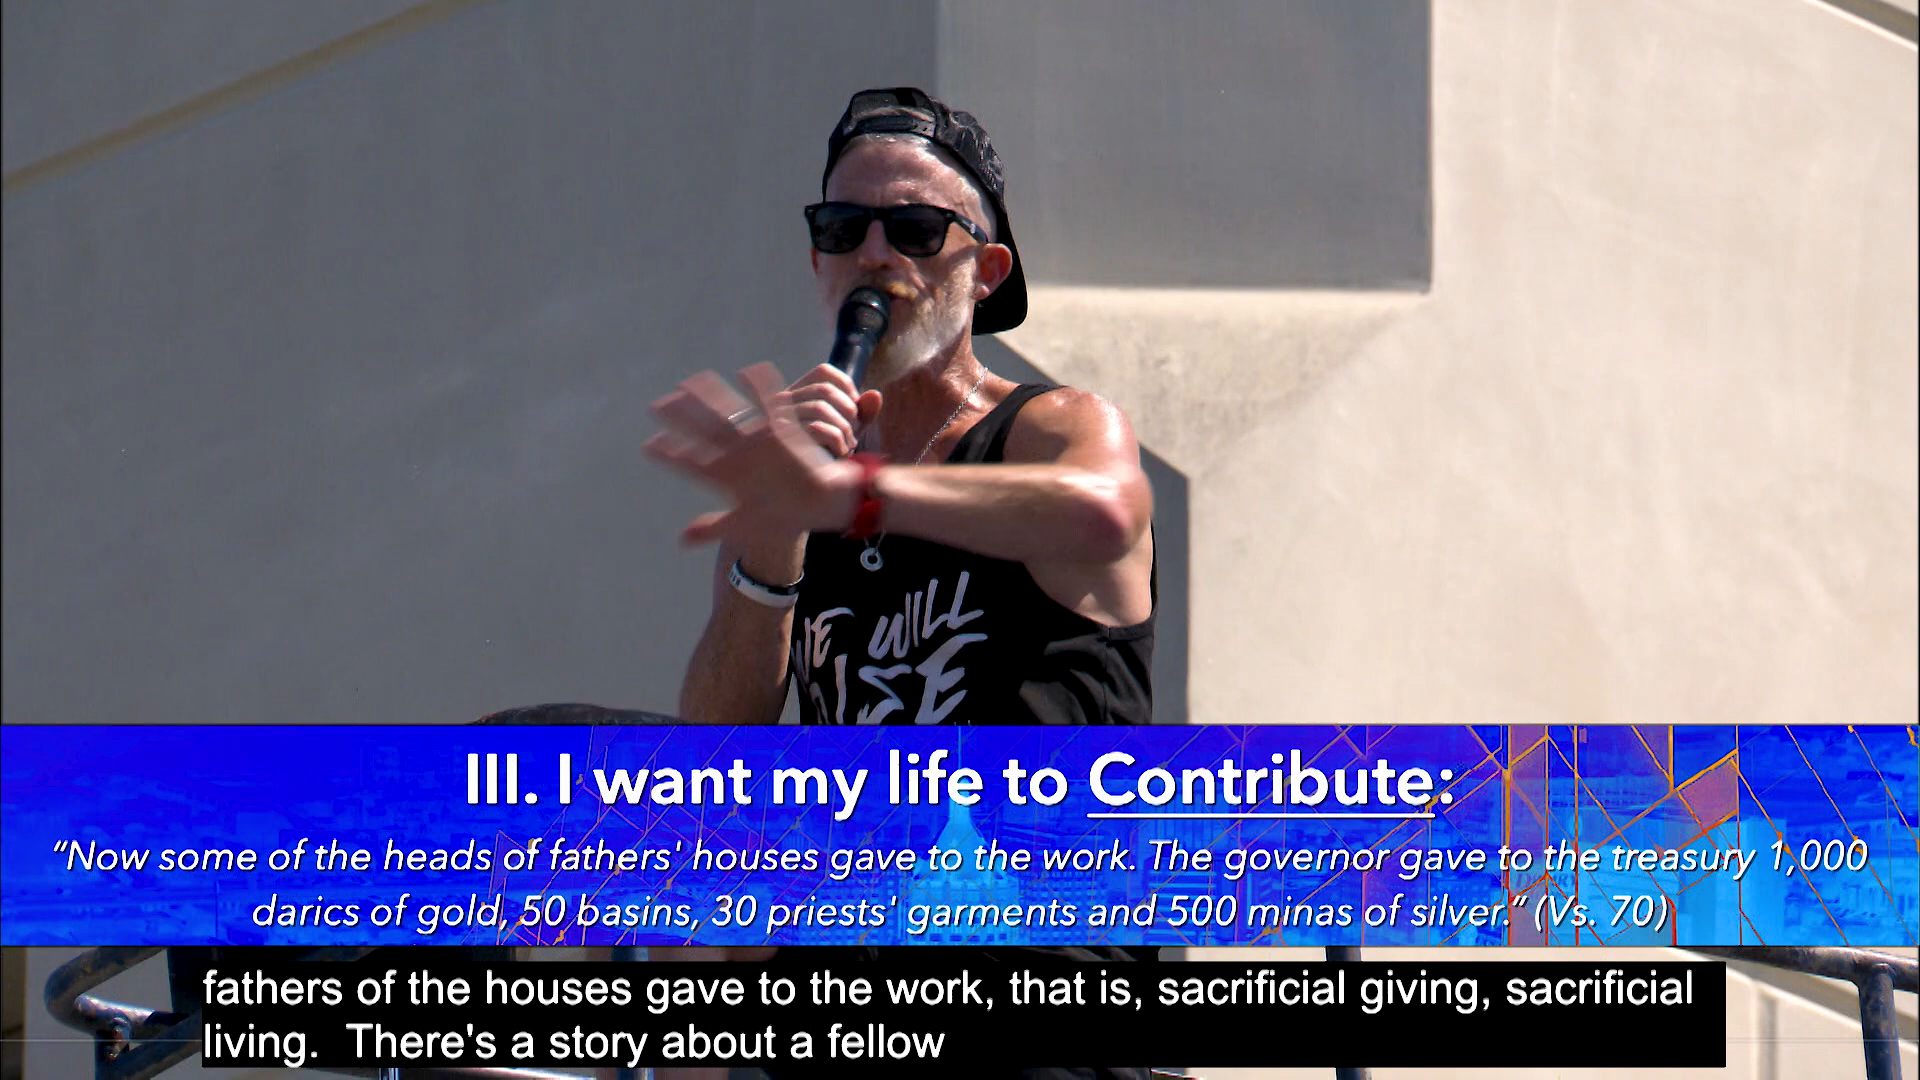 WE WILL
III. I want my life to Contribute:
“Now some of the heads of fathers' houses gave to the work. The governor gave to the treasury 1,000
darics of gold, 50 basins, 30 priests' garments and 500 minas of silver.” (Vs. 70)
fathers of the houses gave to the work, that is, sacrificial giving, sacrificial
living.  There's a story about a fellow